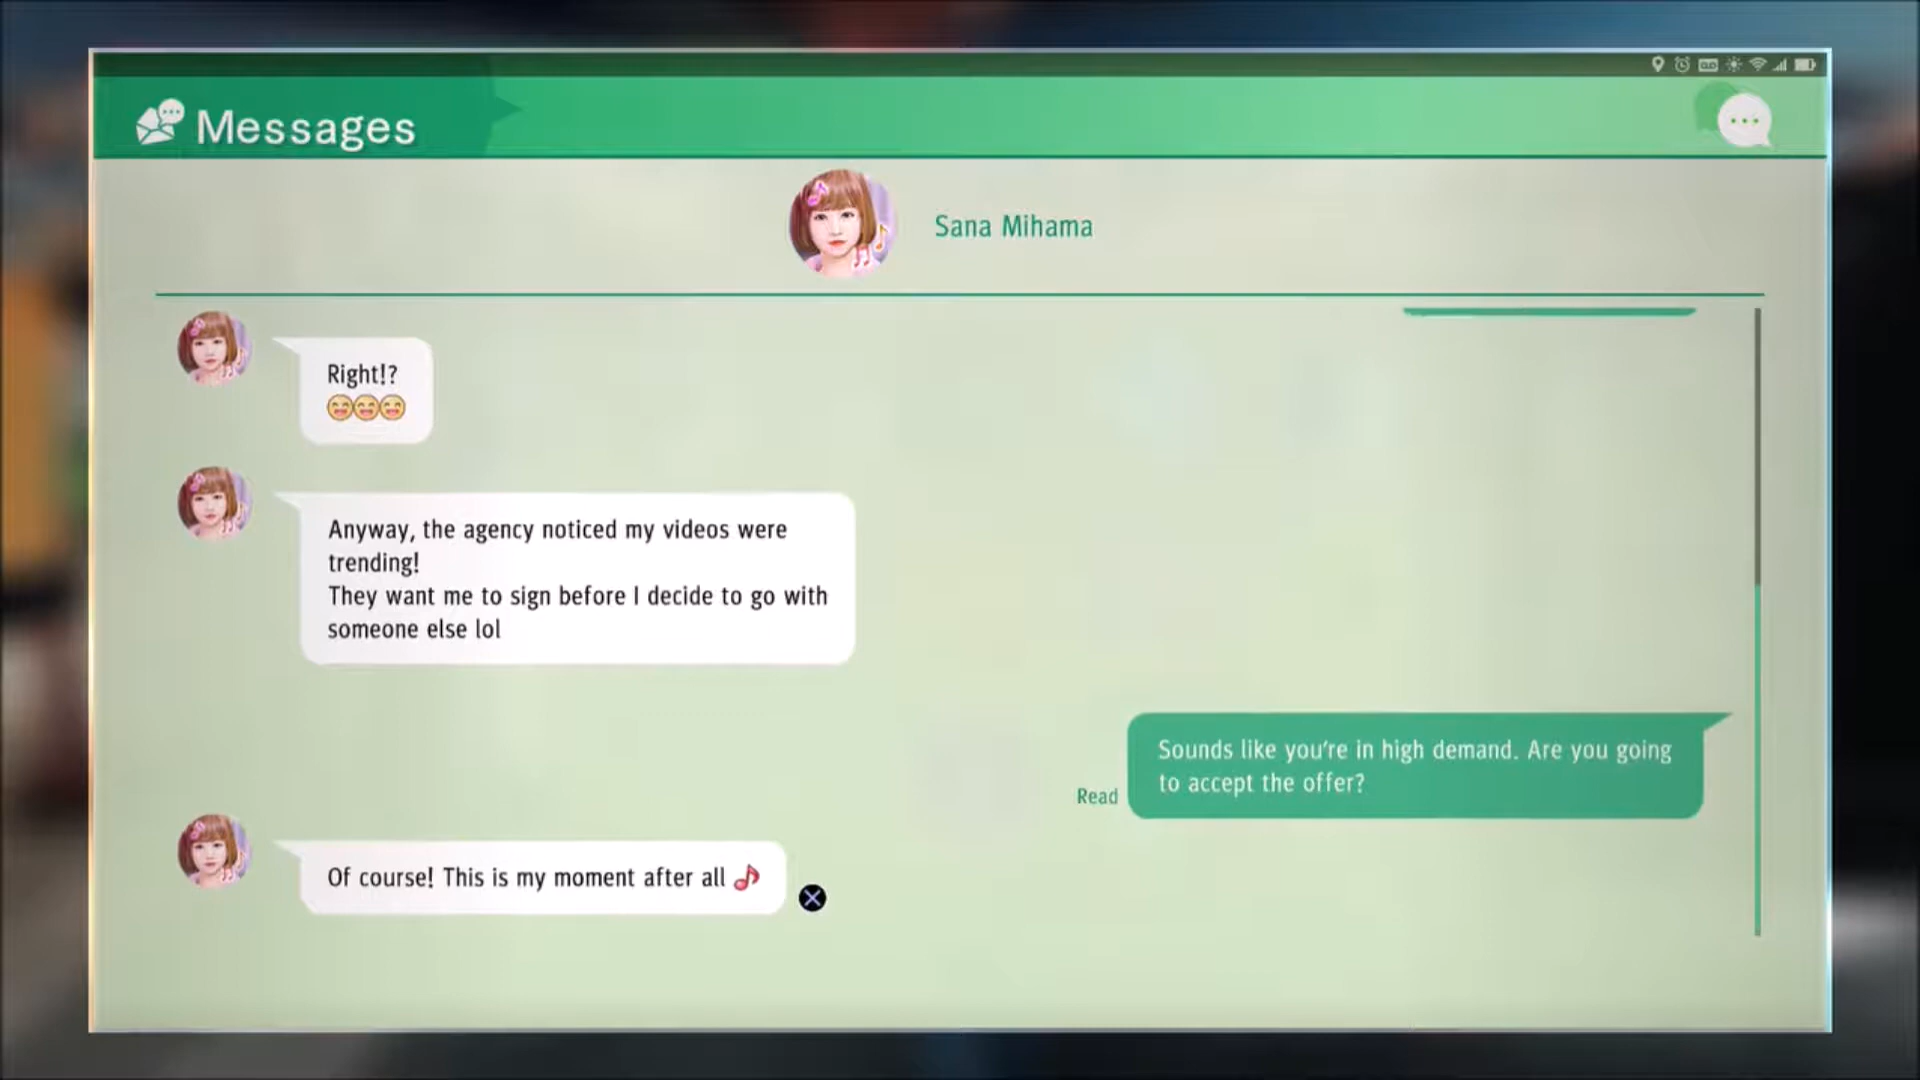 Messages
Sana Mihama
Right!?
Anyway, the agency noticed my videos were
trending!
They want me to sign before I decide to go with
someone else lol
Sounds like you're in high demand. Are you going
to accept the offer?
Read
Of course! This is my moment after all